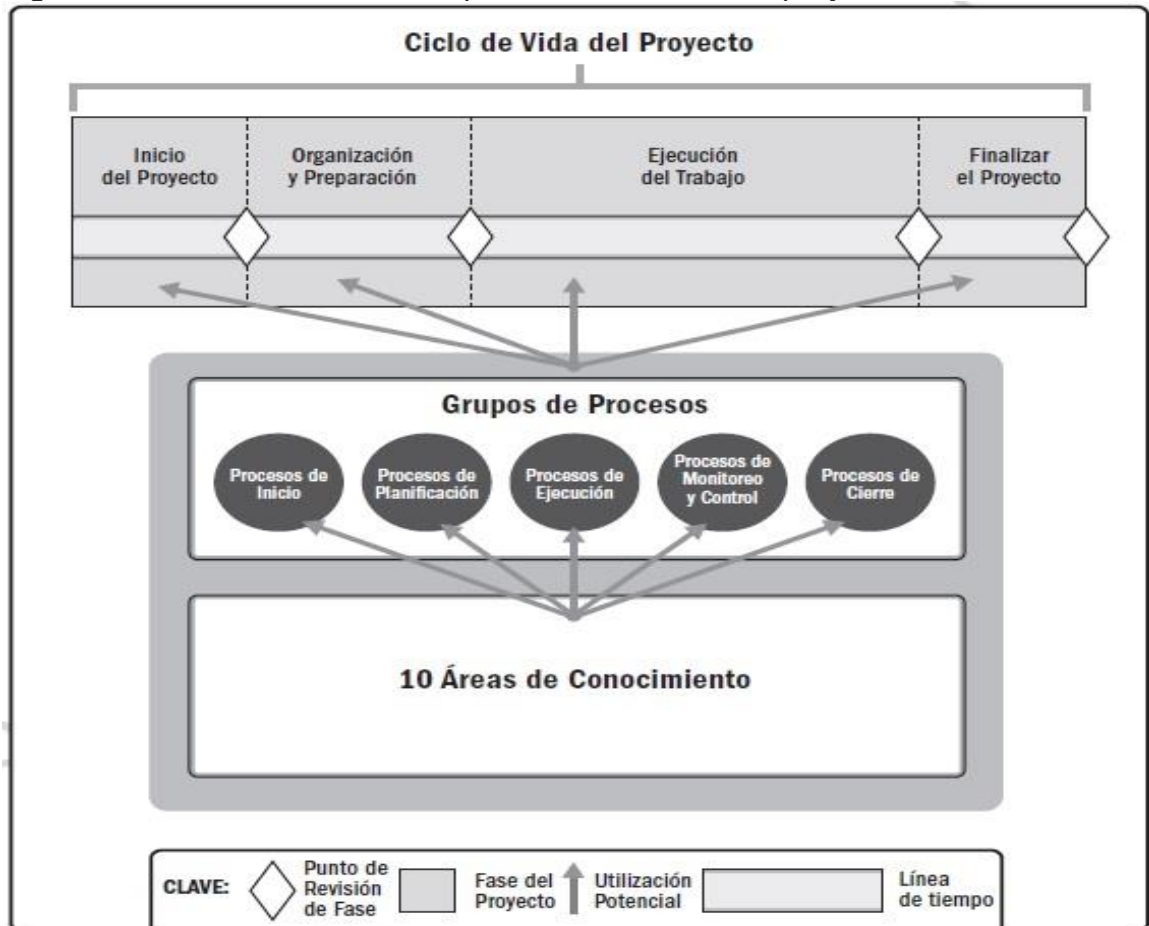 Ciclo de Vida del Proyecto
Inicio
del Proyecto
Organización
y Preparación
Ejecución
del Trabajo
Finalizar
el Proyecto
Grupos de Procesos
Procesos de
Inicio
Procesos de
Planificación
Procesos de
Ejecución
Procesos de
Monitoreo
y Control
Procesos de
Cierre
10 Áreas de Conocimiento
CLAVE:
Punto de
Revisión
de Fase
Fase del
Proyecto
Utilización
Potencial
Línea
de tiempo